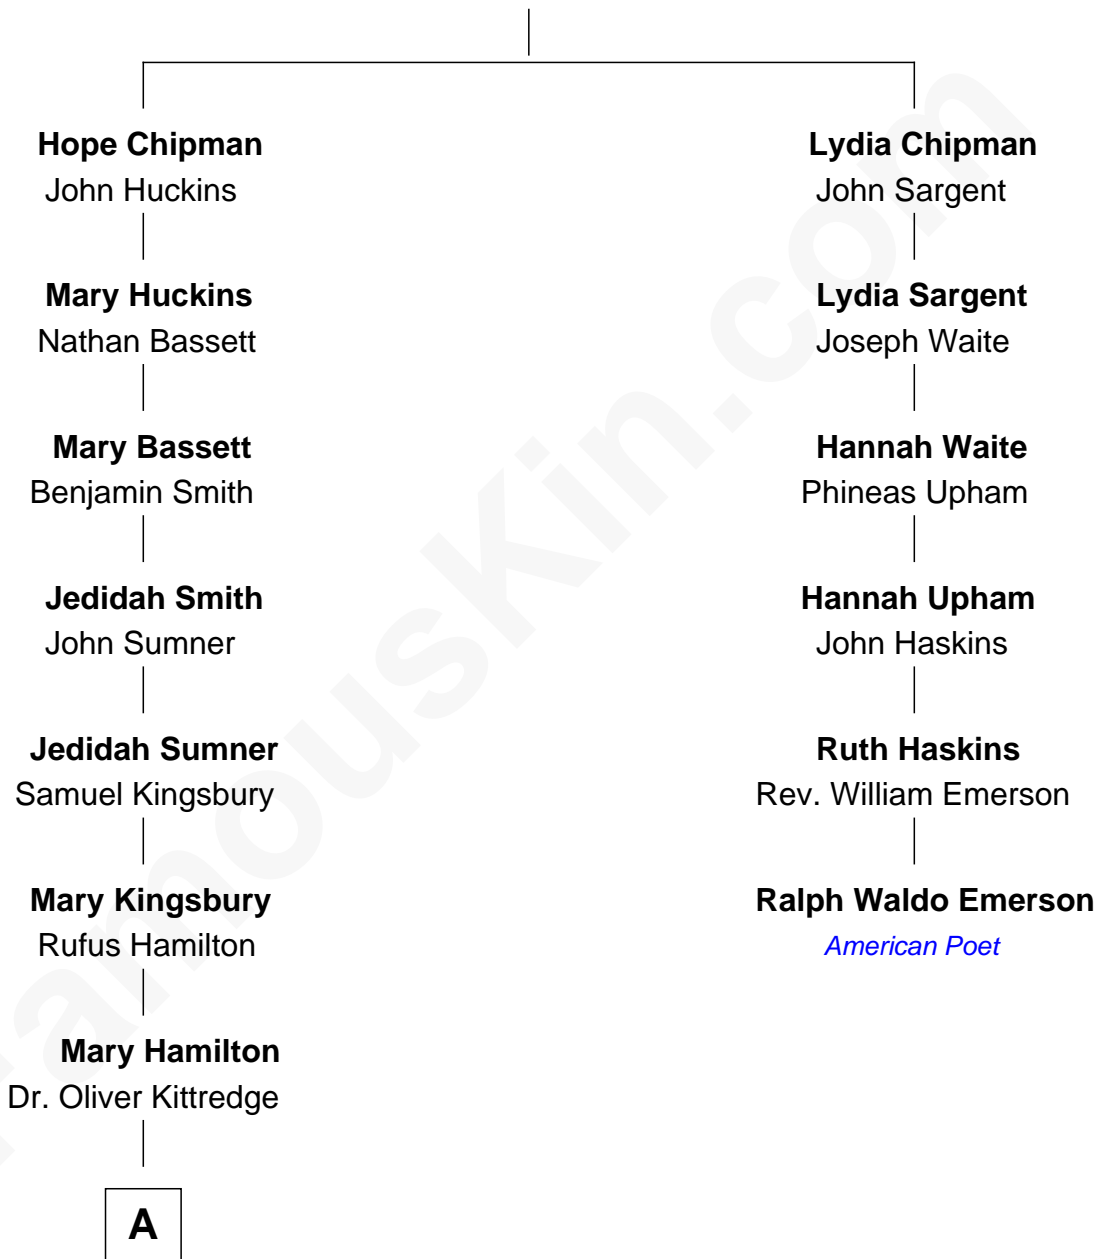 Hope Chipman
John Huckins
Mary Huckins
Nathan Bassett
Mary Bassett
Benjamin Smith
Jedidah Smith
John Sumner
Jedidah Sumner
Samuel Kingsbury
Mary Kingsbury
Rufus Hamilton
Mary Hamilton
Dr. Oliver Kittredge
A
Lydia Chipman
John Sargent
Lydia Sargent
Joseph Waite
Hannah Waite
Phineas Upham
Hannah Upham
John Haskins
Ruth Haskins
Rev. William Emerson
Ralph Waldo Emerson
American Poet
FamousKin.com